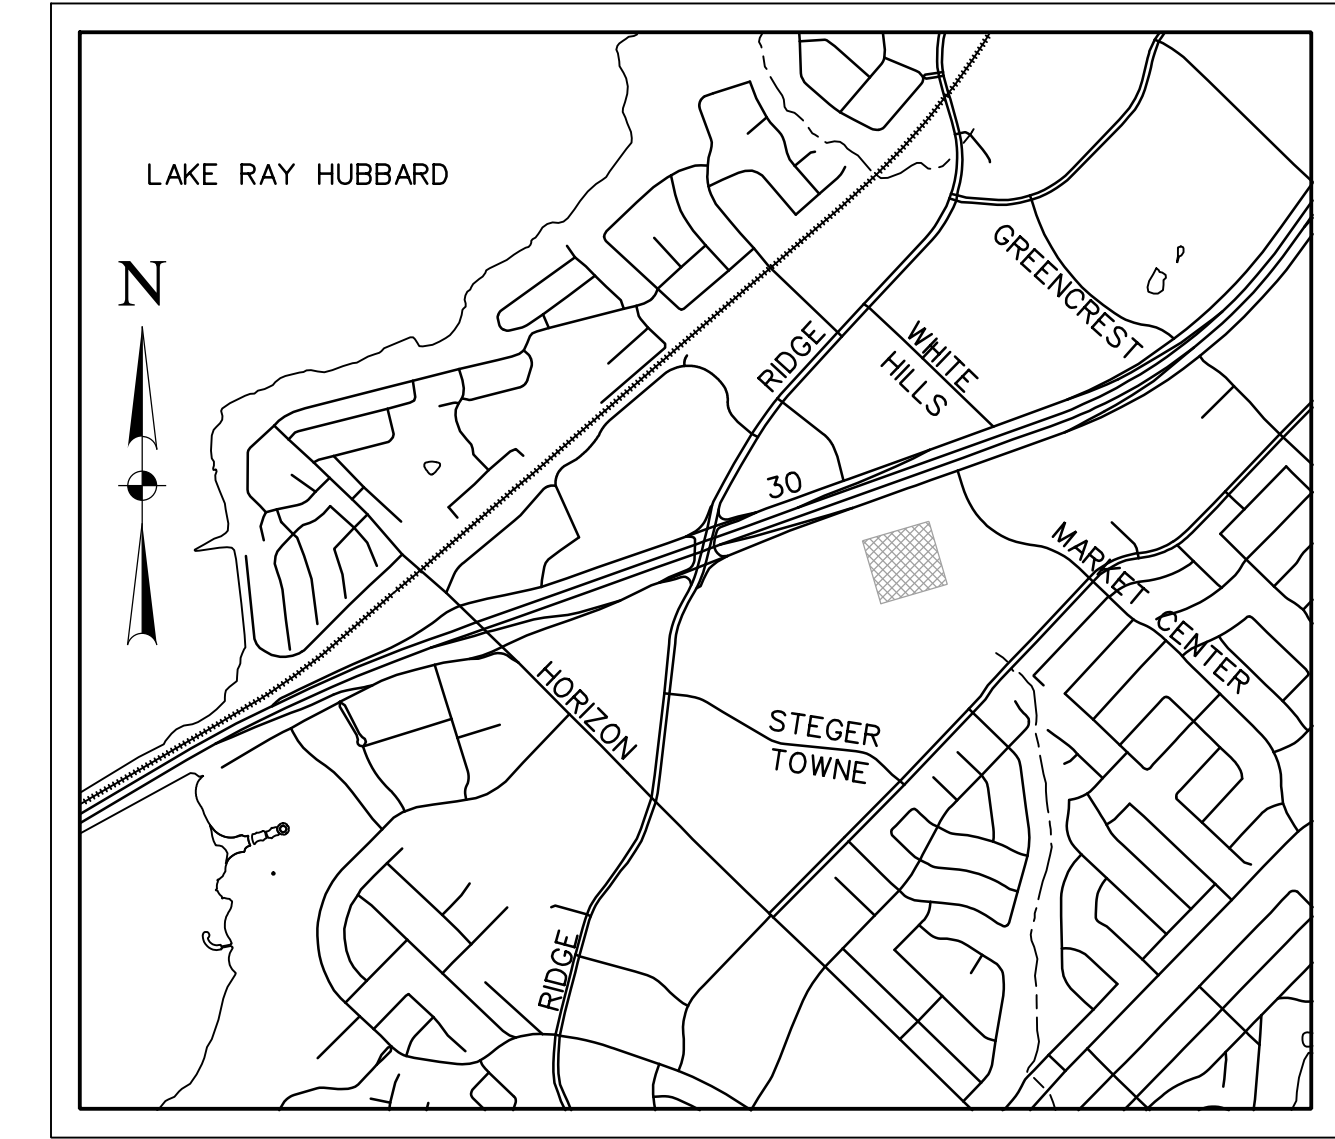 LAKE RAY HUBBARD
N
GREENCREST
RIDGE
WHITE
HILLS
30
MARKET CENTER
HORIZON
STEGER
TOWNE
RIDGE